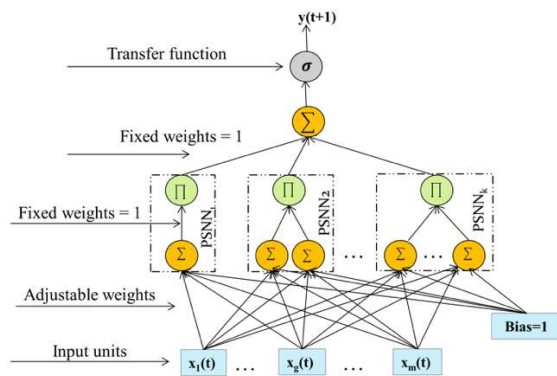 y(t+1)
Transfer function
σ
∑
Fixed weights = 1
∏
∏
∏
PSNN₁
PSNN₂
PSNNₖ
Fixed weights = 1
∑
∑
∑
...
∑
...
∑
Adjustable weights
Bias=1
Input units
x₁(t)
...
x_g(t)
...
xₘ(t)